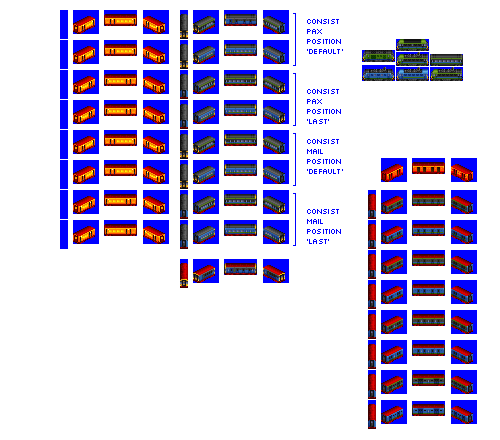 CONSIST
PAX
POSITION
'DEFAULT'
CONSIST
PAX
POSITION
'LAST'
CONSIST
MAIL
POSITION
'DEFAULT'
CONSIST
MAIL
POSITION
'LAST'